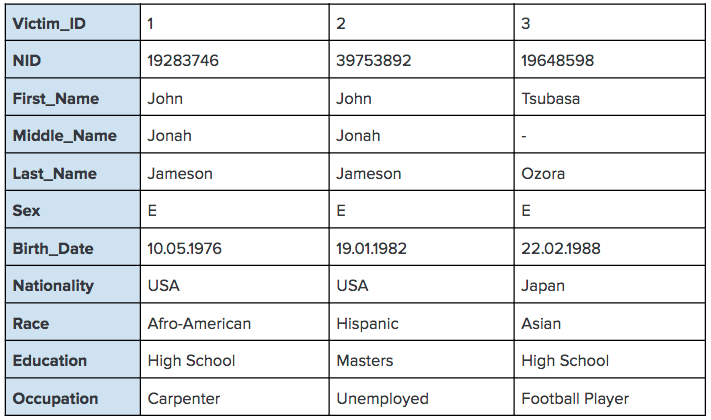 Victim_ID 1 2 3
NID 19283746 39753892 19648598
First_Name John John Tsubasa
Middle_Name Jonah Jonah -
Last_Name Jameson Jameson Ozora
Sex E E E
Birth_Date 10.05.1976 19.01.1982 22.02.1988
Nationality USA USA Japan
Race Afro-American Hispanic Asian
Education High School Masters High School
Occupation Carpenter Unemployed Football Player